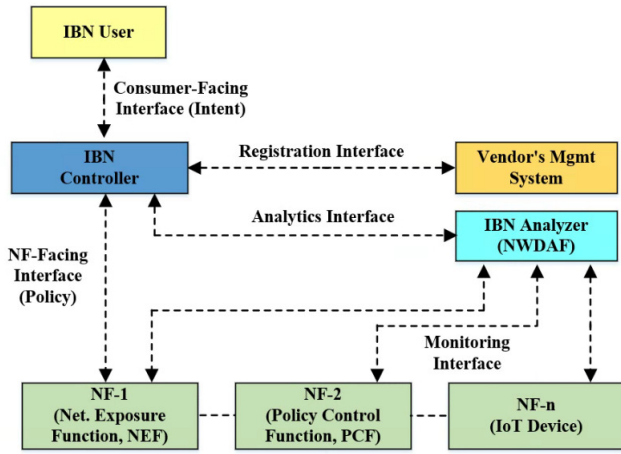 IBN User
Consumer-Facing
Interface (Intent)
IBN
Controller
Registration Interface
Vendor's Mgmt
System
Analytics Interface
IBN Analyzer
(NWDAF)
NF-Facing
Interface
(Policy)
Monitoring
Interface
NF-1
(Net. Exposure
Function, NEF)
NF-2
(Policy Control
Function, PCF)
NF-n
(IoT Device)